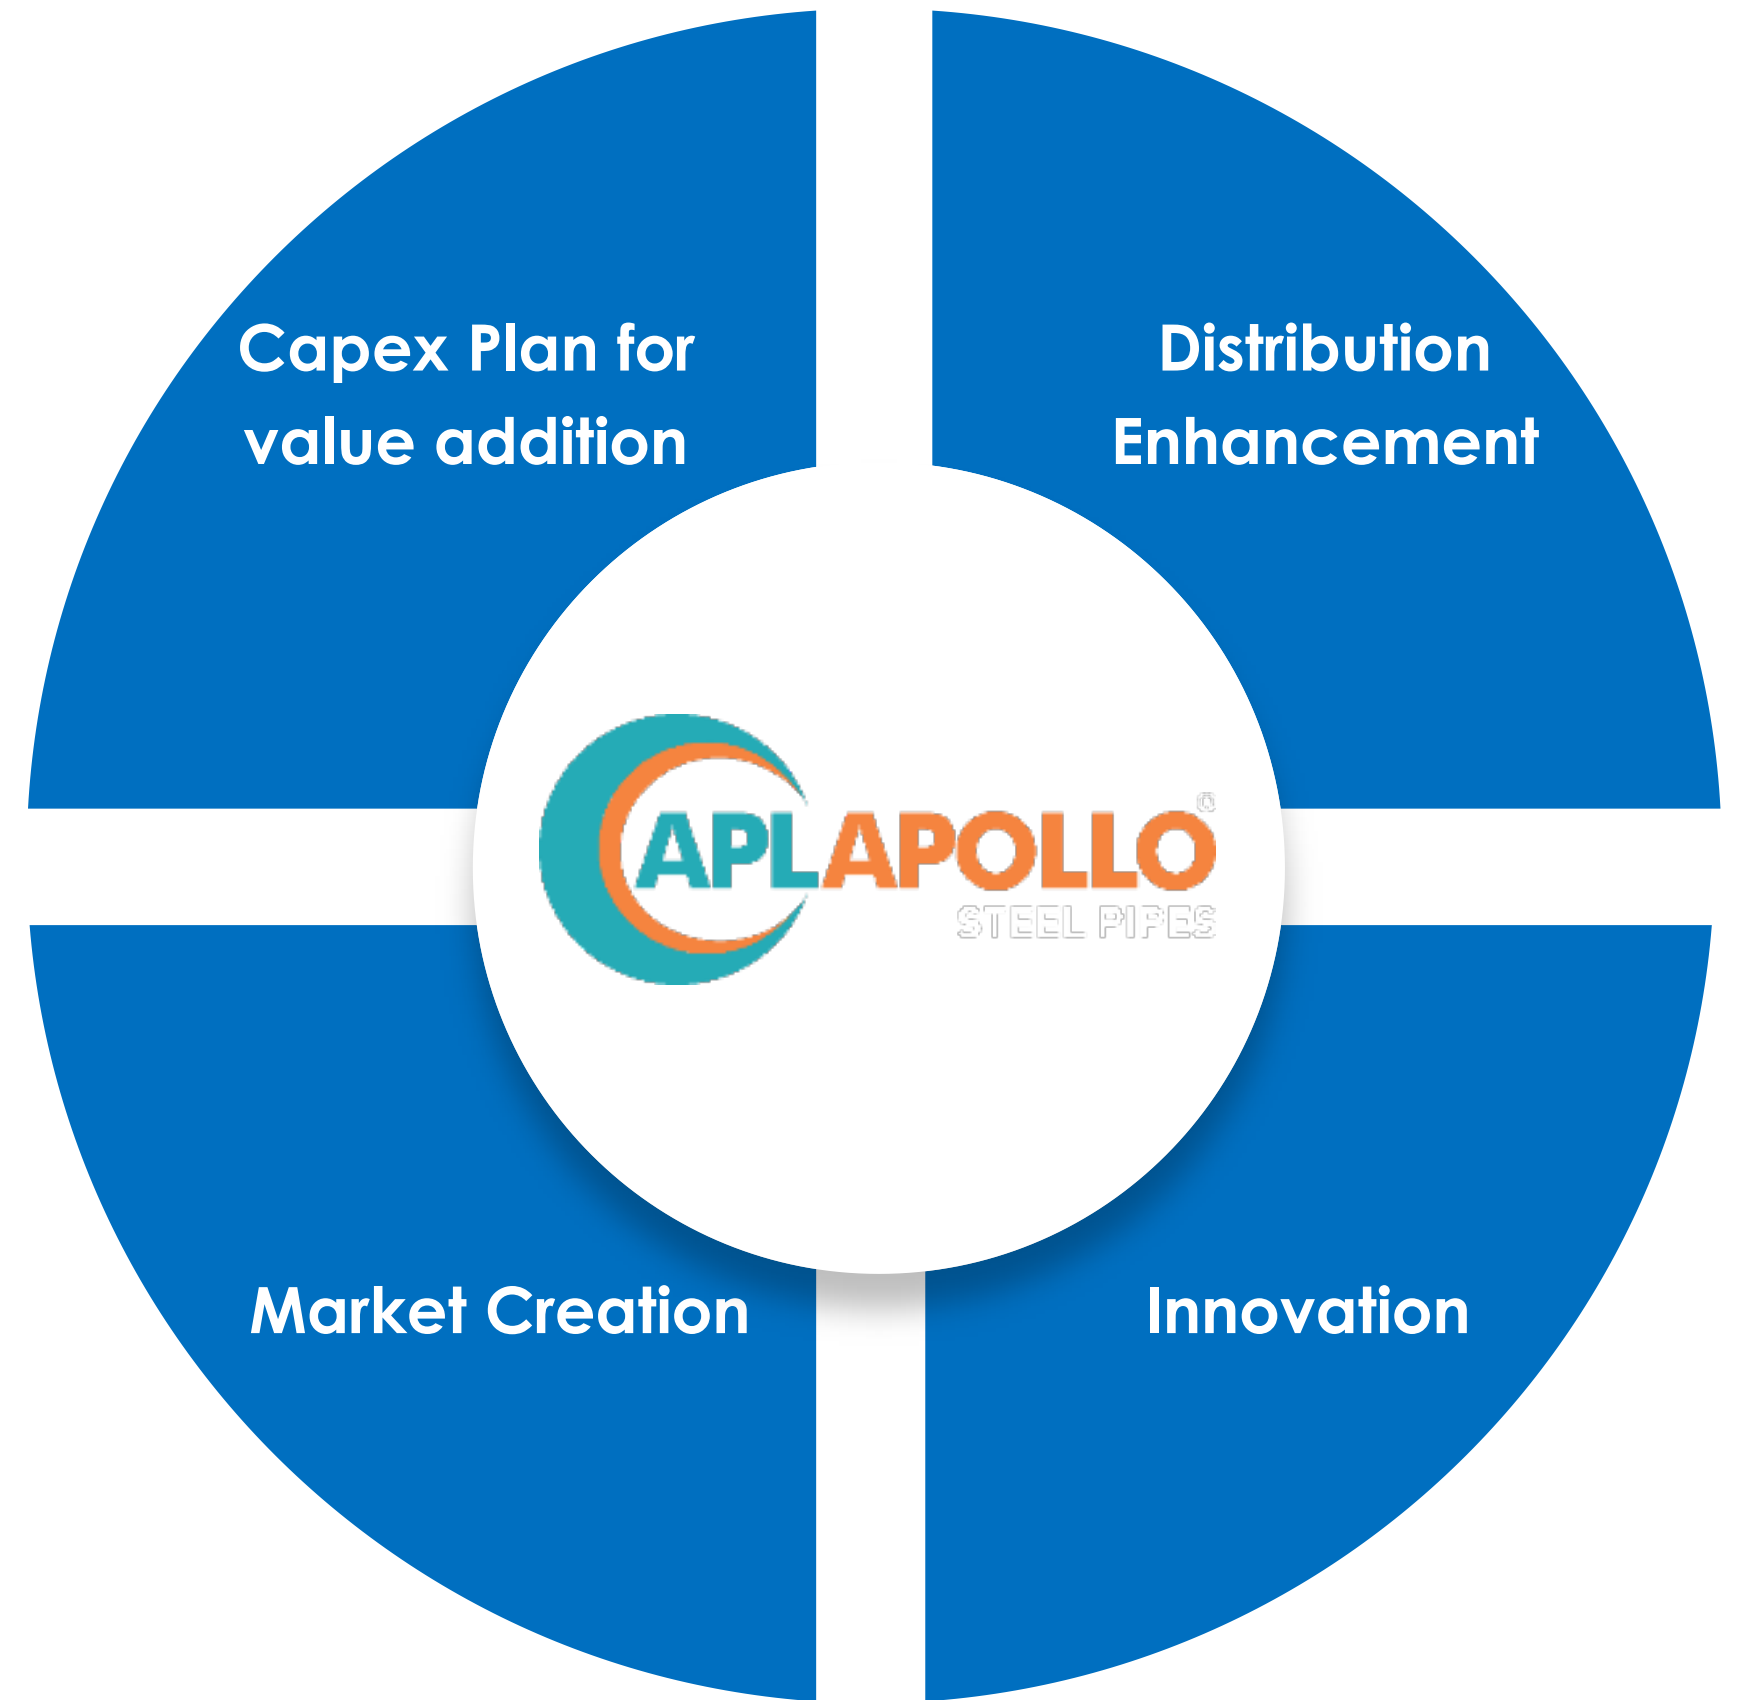 Capex Plan for
value addition
Distribution
Enhancement
APLAPOLLO®
STEEL PIPES
Market Creation
Innovation